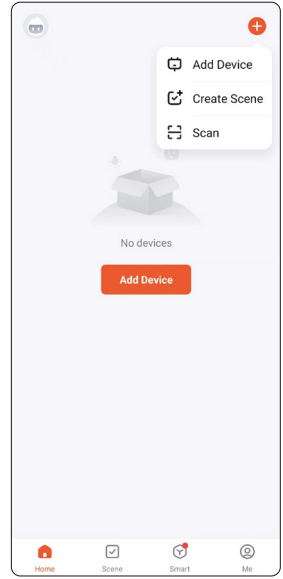 Add Device
Create Scene
Scan
No devices
Add Device
Home Scene Smart Me